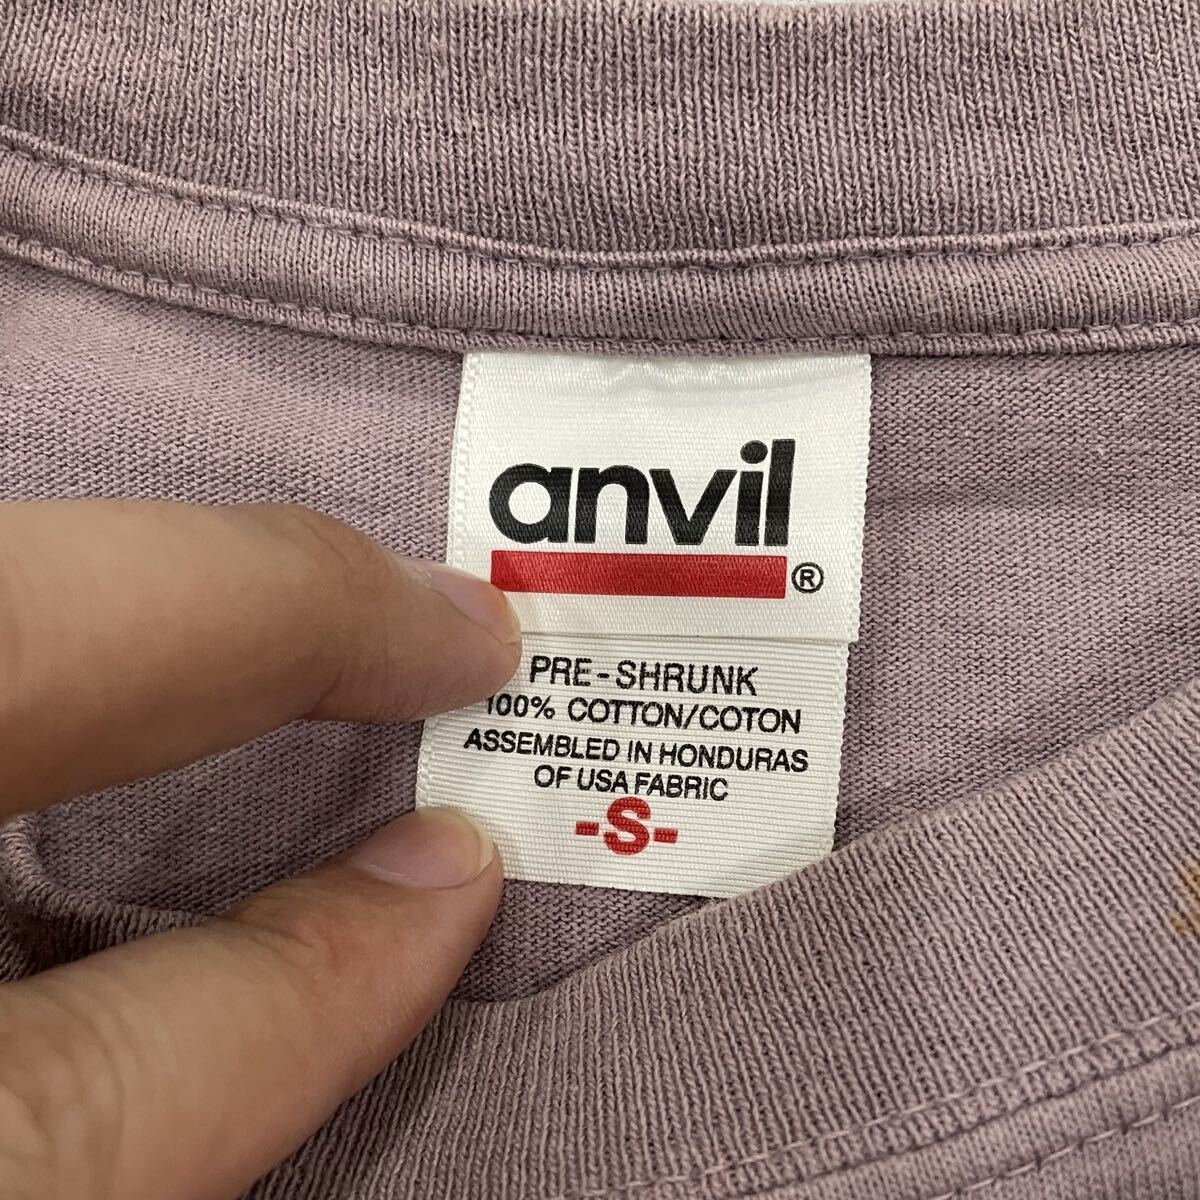 anvil®
PRE-SHRUNK
100% COTTON/COTON
ASSEMBLED IN HONDURAS
OF USA FABRIC
-S-